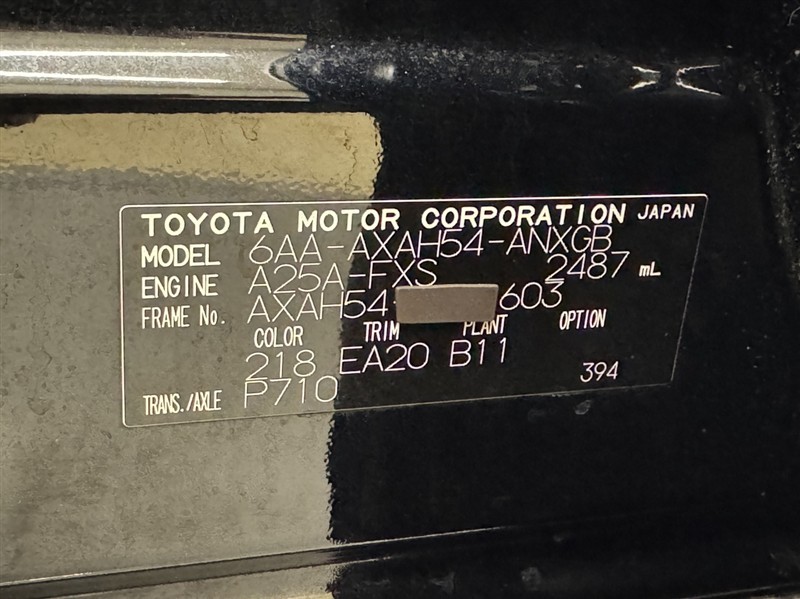 TOYOTA MOTOR CORPORATION JAPAN
MODEL 6AA-AXAH54-ANXGB
ENGINE A25A-FXS 2487 mL
FRAME No. AXAH54- 603
COLOR TRIM PLANT OPTION
218 EA20 B11
394
TRANS./AXLE P710